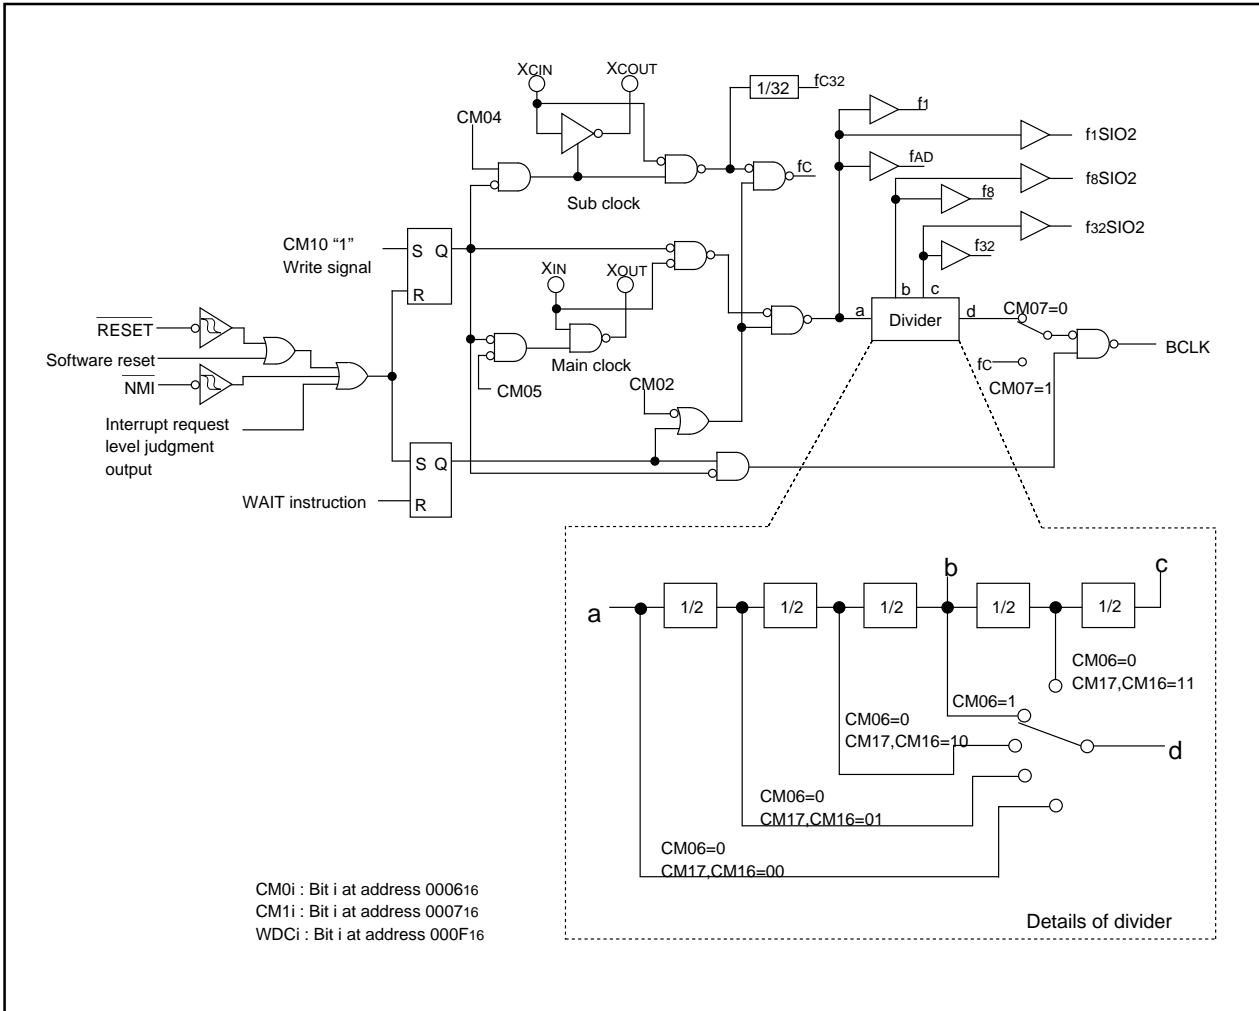 XCIN
XCOUT
1/32
fC32
CM04
f1
f1SIO2
fAD
fC
f8SIO2
f8
Sub clock
f32SIO2
f32
CM10 “1”
Write signal
S Q
R
XIN
XOUT
b
c
CM07=0
a
Divider
d
RESET
BCLK
Software reset
Main clock
fC
NMI
CM05
CM02
CM07=1
Interrupt request
level judgment
output
S Q
R
WAIT instruction
b
c
a
1/2
1/2
1/2
1/2
1/2
CM06=0
CM17,CM16=11
CM06=1
CM06=0
CM17,CM16=10
d
CM06=0
CM17,CM16=01
CM06=0
CM17,CM16=00
CM0i : Bit i at address 000616
CM1i : Bit i at address 000716
WDCi : Bit i at address 000F16
Details of divider